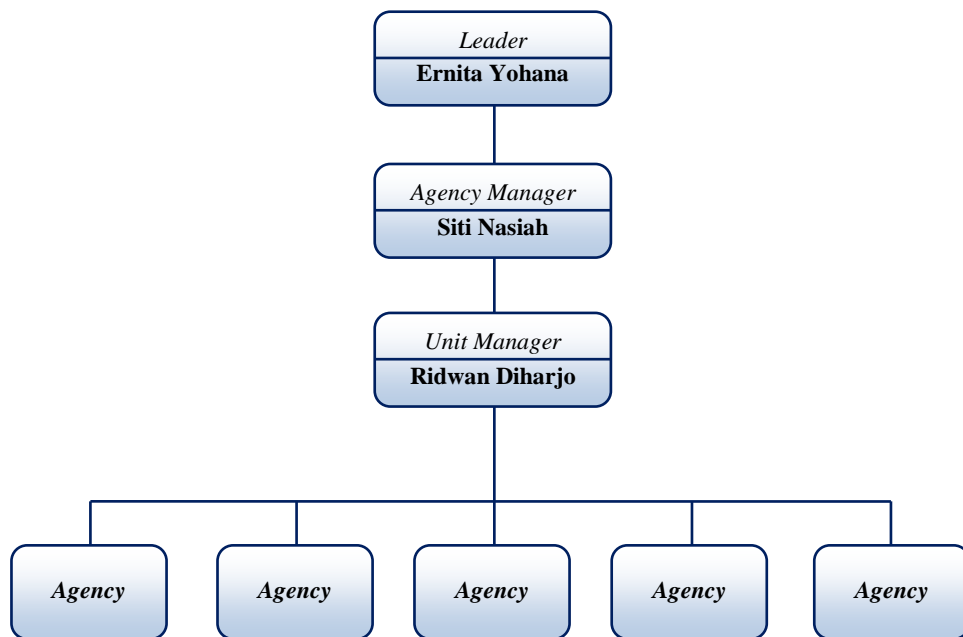 Leader
Ernita Yohana
Agency Manager
Siti Nasiah
Unit Manager
Ridwan Diharjo
Agency
Agency
Agency
Agency
Agency